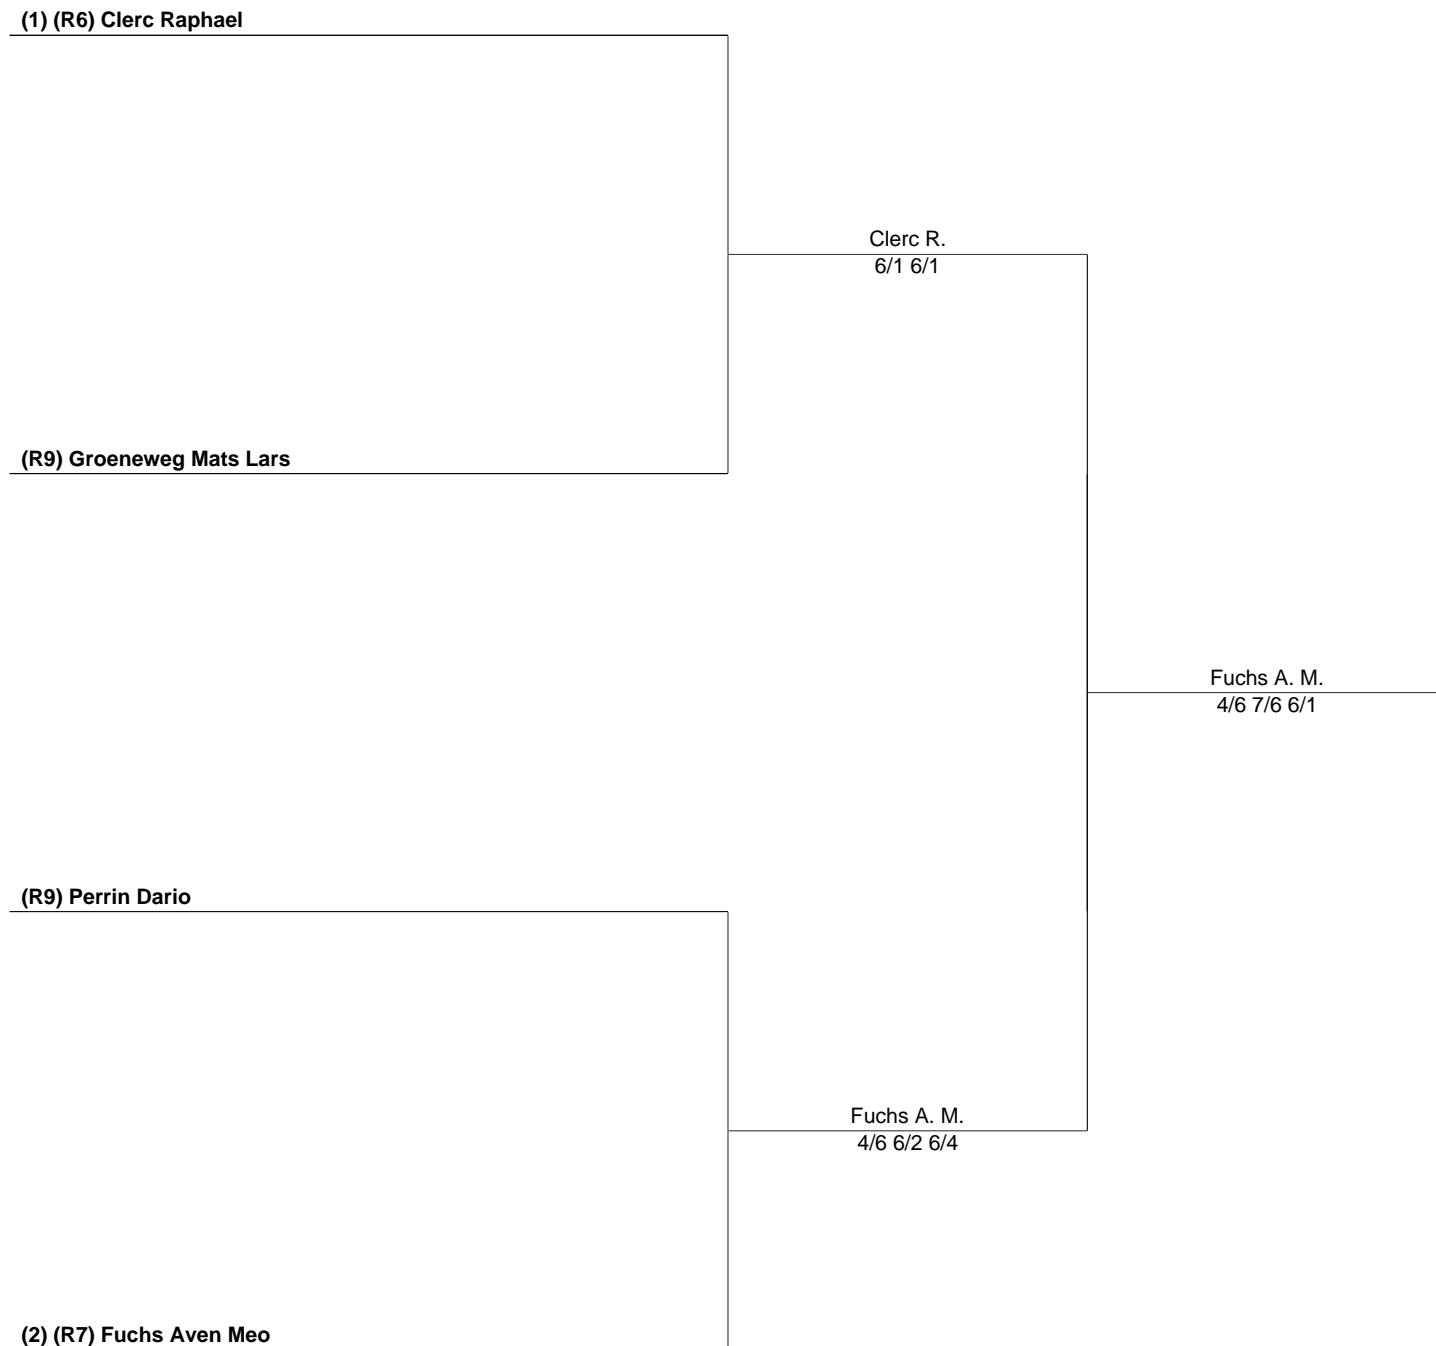 (1) (R6) Clerc Raphael
Clerc R.
6/1 6/1
(R9) Groeneweg Mats Lars
Fuchs A. M.
4/6 7/6 6/1
(R9) Perrin Dario
Fuchs A. M.
4/6 6/2 6/4
(2) (R7) Fuchs Aven Meo